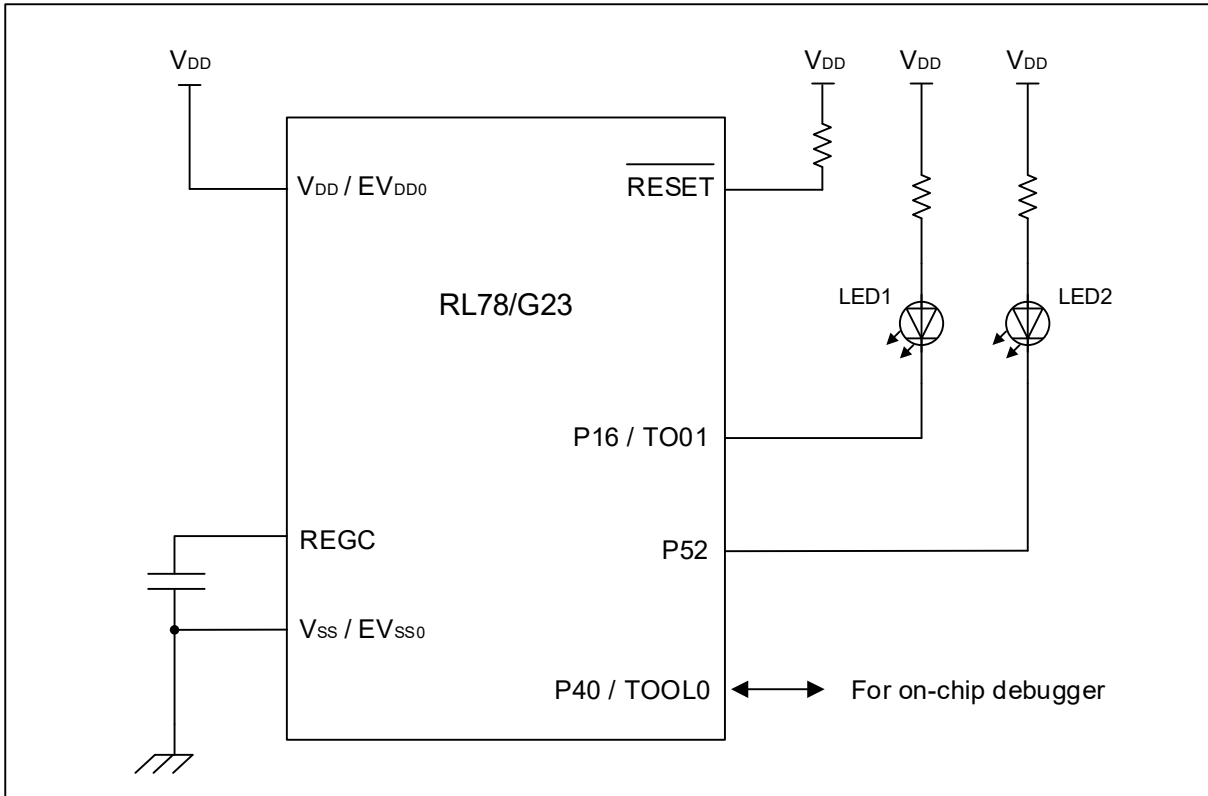 VDD
VDD
VDD
VDD
VDD / EVDD0
RESET
RL78/G23
LED1
LED2
P16 / TO01
REGC
P52
VSS / EVSS0
P40 / TOOL0
For on-chip debugger